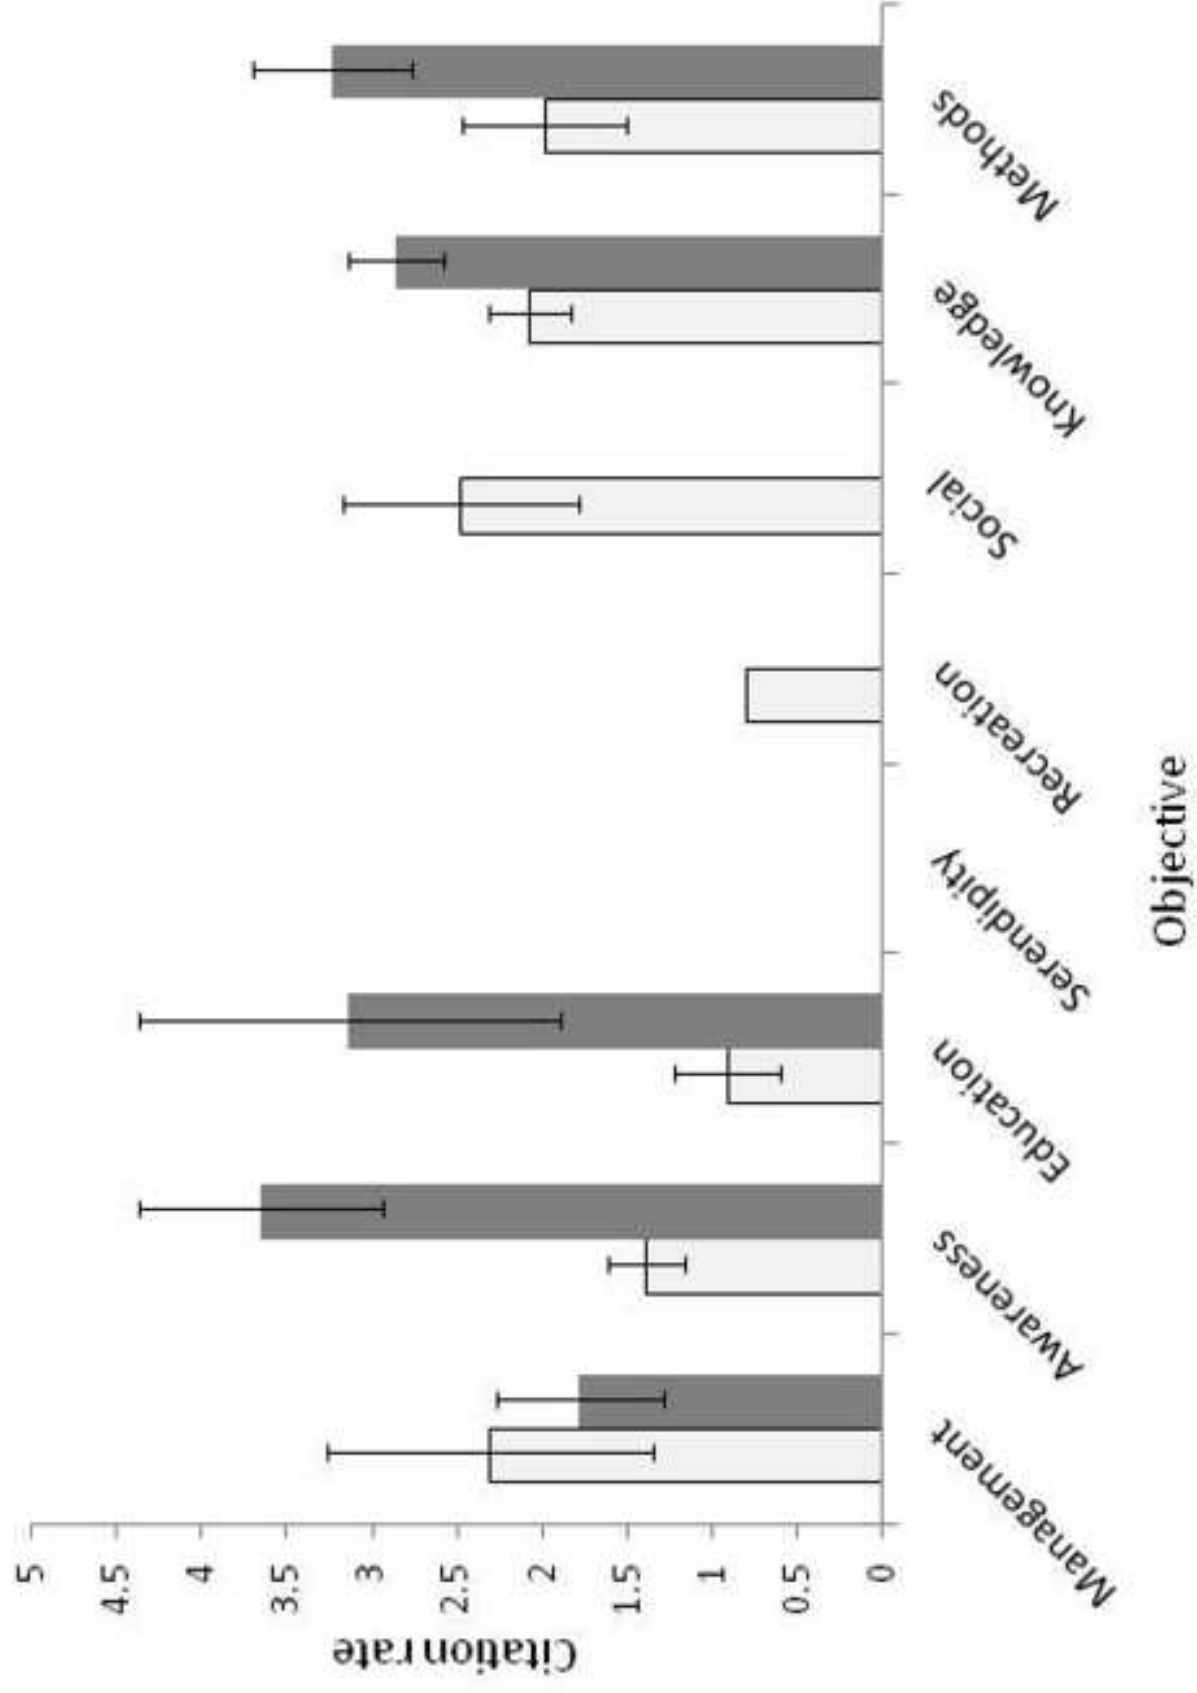 Citation rate
5
4.5
4
3.5
3
2.5
2
1.5
1
0.5
0
Management
Awareness
Education
Serendipity
Recreation
Social
Knowledge
Methods
Objective